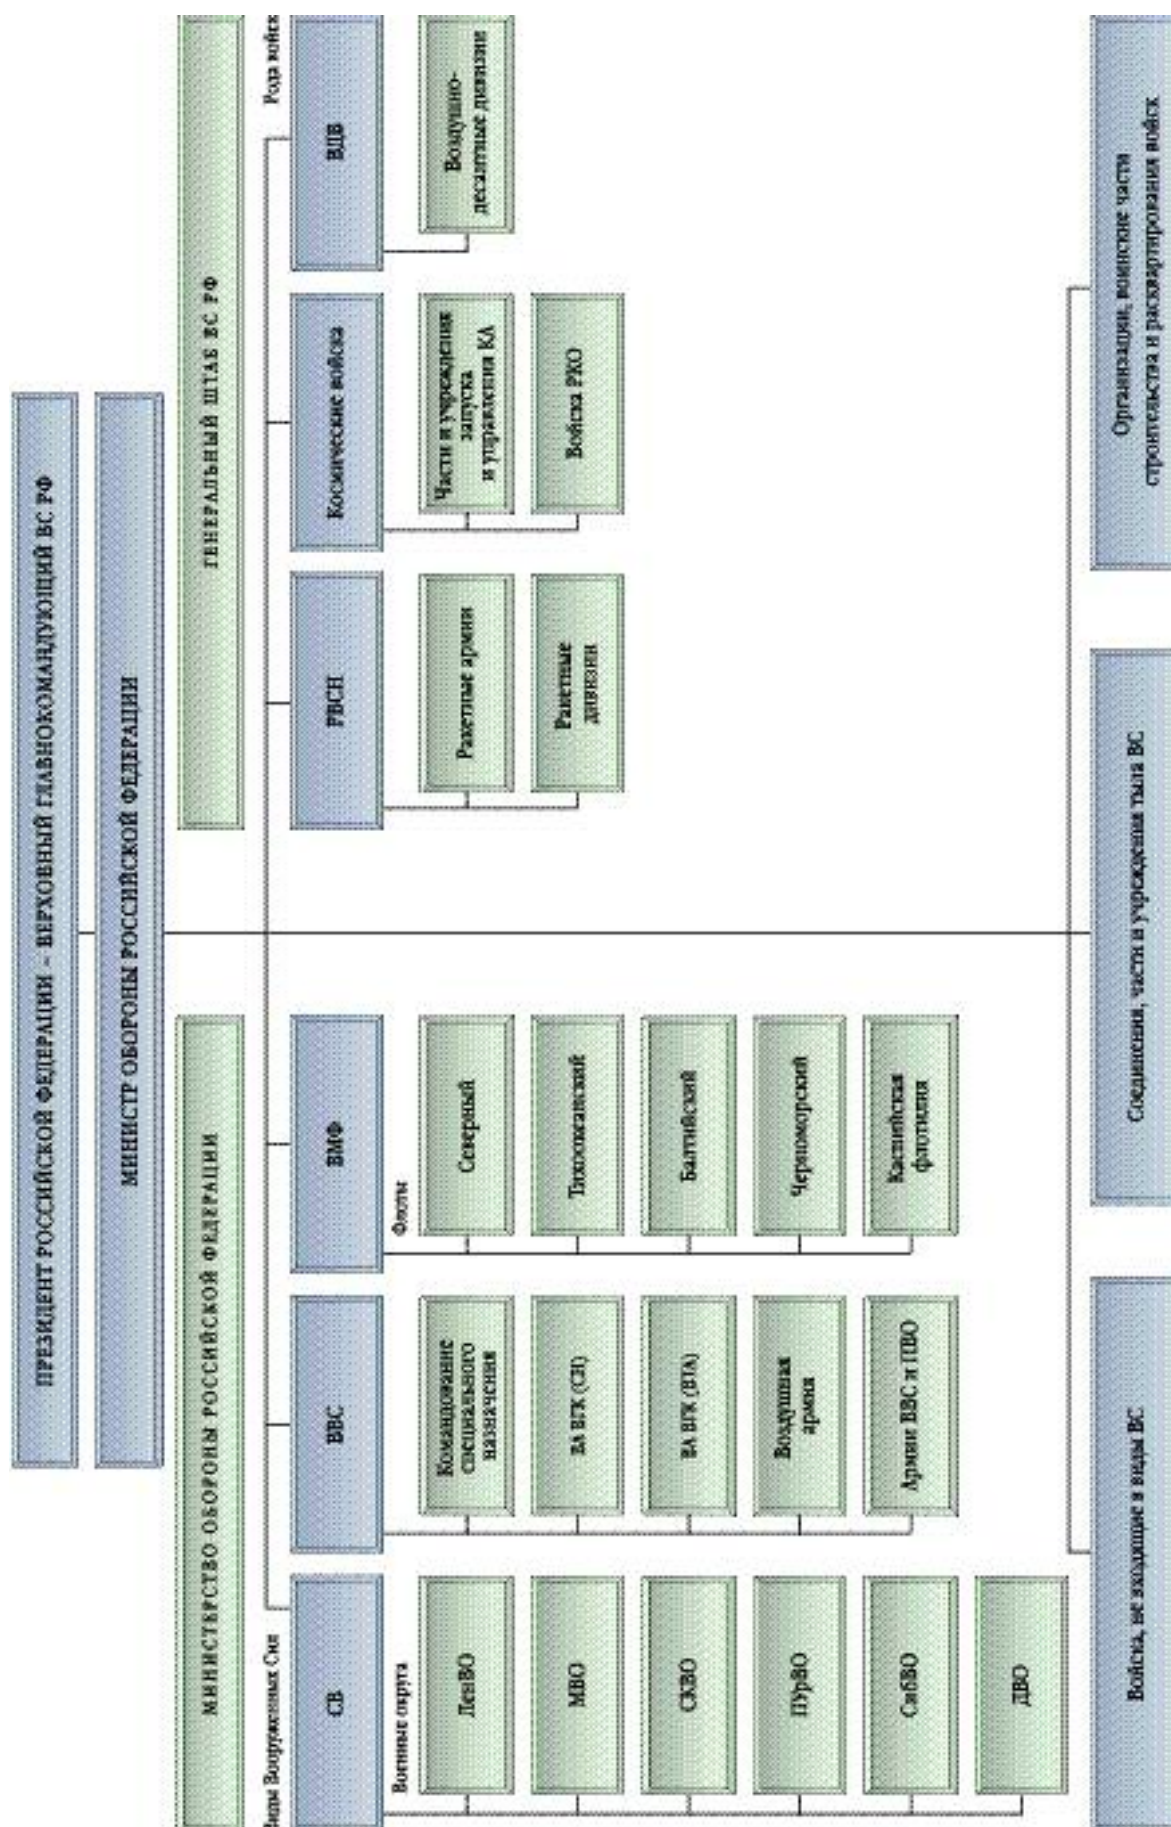 ПРЕЗИДЕНТ РОССИЙСКОЙ ФЕДЕРАЦИИ – ВЕРХОВНЫЙ ГЛАВНОКОМАНДУЮЩИЙ ВС РФ
МИНИСТР ОБОРОНЫ РОССИЙСКОЙ ФЕДЕРАЦИИ
МИНИСТЕРСТВО ОБОРОНЫ РОССИЙСКОЙ ФЕДЕРАЦИИ
ГЕНЕРАЛЬНЫЙ ШТАБ ВС РФ
Виды Вооруженных Сил
Рода войск
СВ
ВВС
ВМФ
РВСН
Космические войска
ВДВ
Военные округа
ЛенВО
МВО
СКВО
ПУрВО
СибВО
ДВО
Командование
специального
назначения
ВА ВГК (СН)
ВА ВГК (ВТА)
Воздушная
армия
Армии ВВС и ПВО
Флоты
Северный
Тихоокеанский
Балтийский
Черноморский
Каспийская
флотилия
Ракетные армии
Ракетные
дивизии
Части и учреждения
запуска
и управления КА
Войска РКО
Воздушно-
десантные дивизии
Войска, не входящие в виды ВС
Соединения, части и учреждения тыла ВС
Организации, воинские части
строительства и расквартирования войск